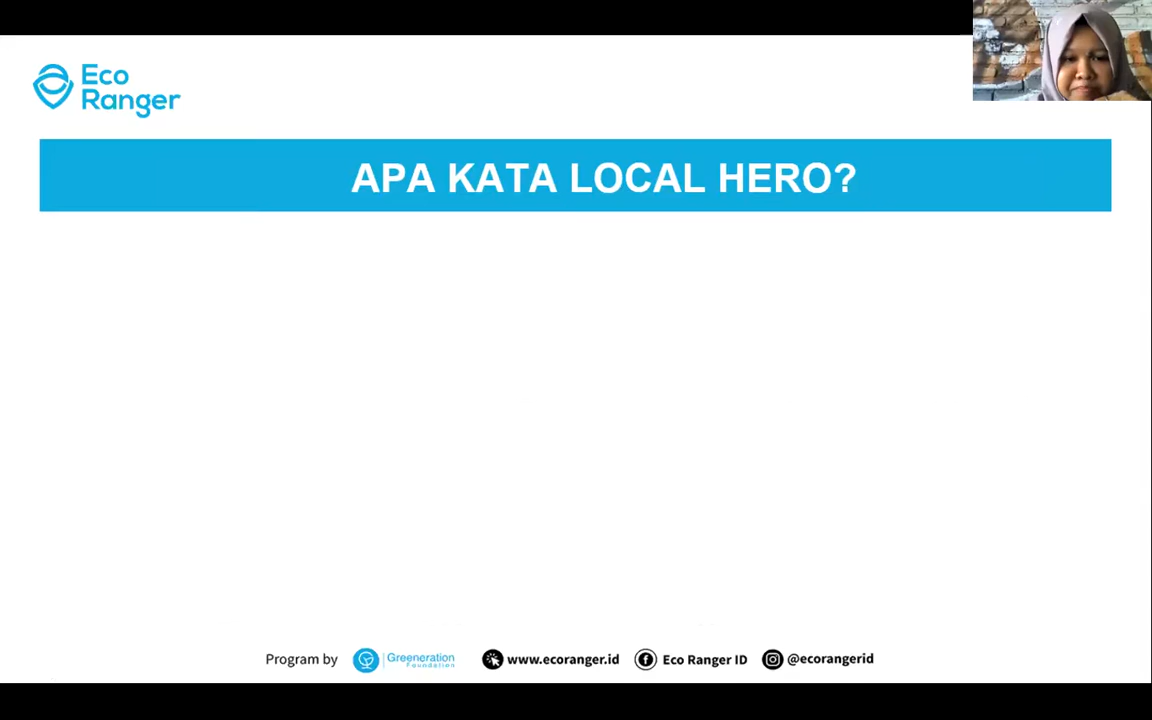 Eco
Ranger
APA KATA LOCAL HERO?
Program by Greeneration Foundation www.ecoranger.id Eco Ranger ID @ecorangerid